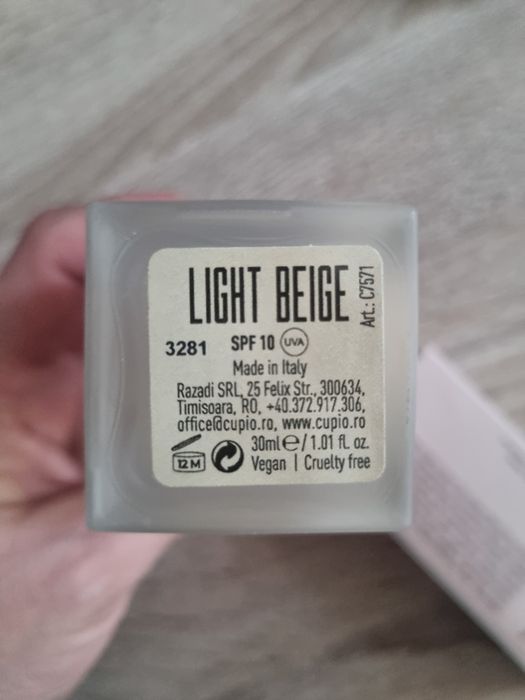 LIGHT BEIGE
Art.: C7571
3281 SPF 10 UVA
Made in Italy
Razadi SRL, 25 Felix Str., 300634,
Timisoara, RO, +40.372.917.306,
office@cupio.ro, www.cupio.ro
30ml e / 1.01 fl. oz.
12 M
Vegan | Cruelty free